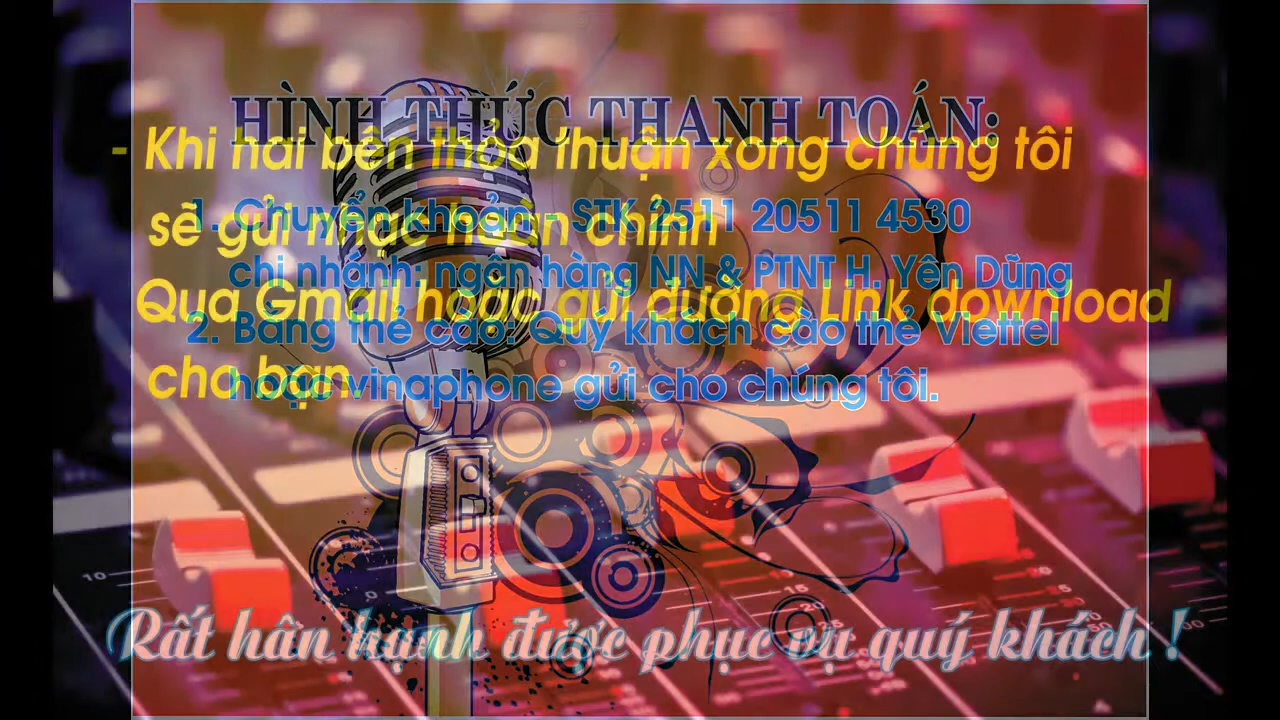 HÌNH THỨC THANH TOÁN:
- Khi hai bên thỏa thuận xong chúng tôi
1. Chuyển khoản: STK 2511 20511 4530
sẽ gửi nhạc hoàn chỉnh
chi nhánh: ngân hàng NN & PTNT H. Yên Dũng
Qua Gmail hoặc gửi đường Link download
2. Bằng thẻ cào: Quý khách cào thẻ Viettel
cho bạn.
hoặc vinaphone gửi cho chúng tôi.
10
30
Rất hân hạnh được phục vụ quý khách !